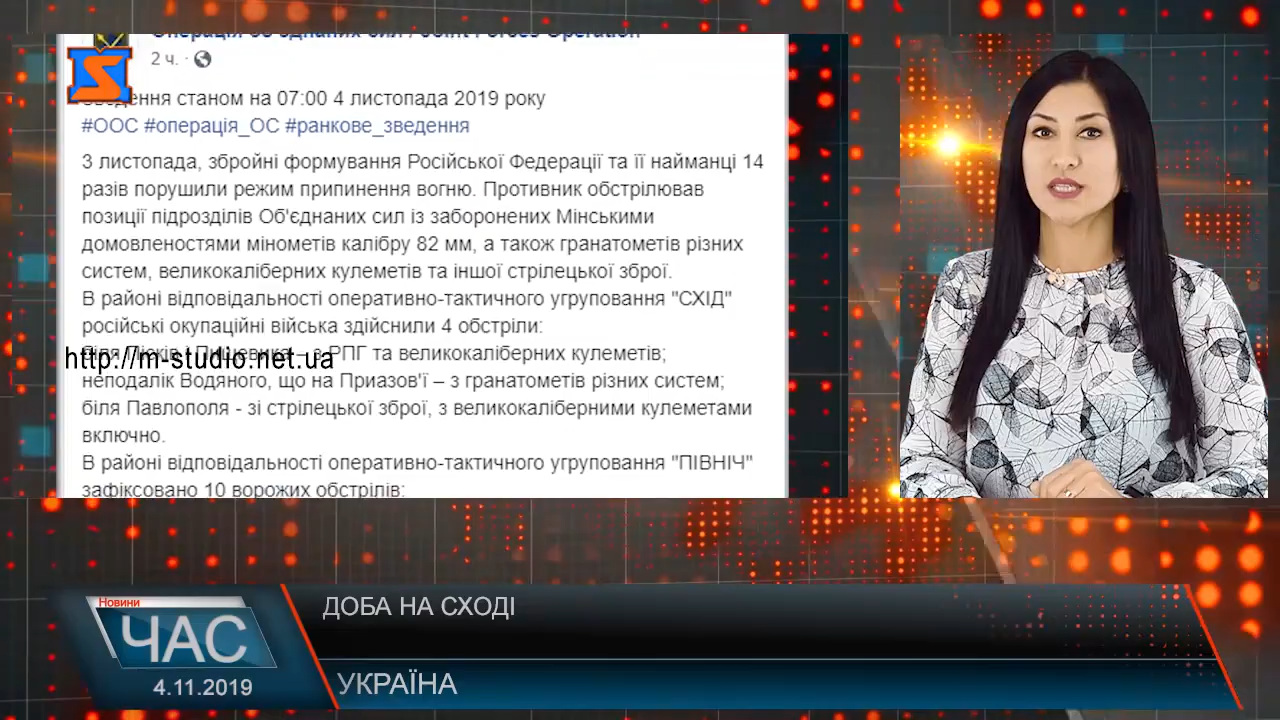 2 ч. ·
станом на 07:00 4 листопада 2019 року
#ООС #операція_ОС #ранкове_зведення
3 листопада, збройні формування Російської Федерації та її найманці 14
разів порушили режим припинення вогню. Противник обстрілював
позиції підрозділів Об'єднаних сил із заборонених Мінськими
домовленостями мінометів калібру 82 мм, а також гранатометів різних
систем, великокаліберних кулеметів та іншої стрілецької зброї.
В районі відповідальності оперативно-тактичного угруповання "СХІД"
російські окупаційні війська здійснили 4 обстріли:
з РПГ та великокаліберних кулеметів;
http://m-studio.net.ua
неподалік Водяного, що на Приазов'ї – з гранатометів різних систем;
біля Павлополя - зі стрілецької зброї, з великокаліберними кулеметами
включно.
В районі відповідальності оперативно-тактичного угруповання "ПІВНІЧ"
зафіксовано 10 ворожих обстрілів:
Новини
ЧАС
4.11.2019
ДОБА НА СХОДІ
УКРАЇНА